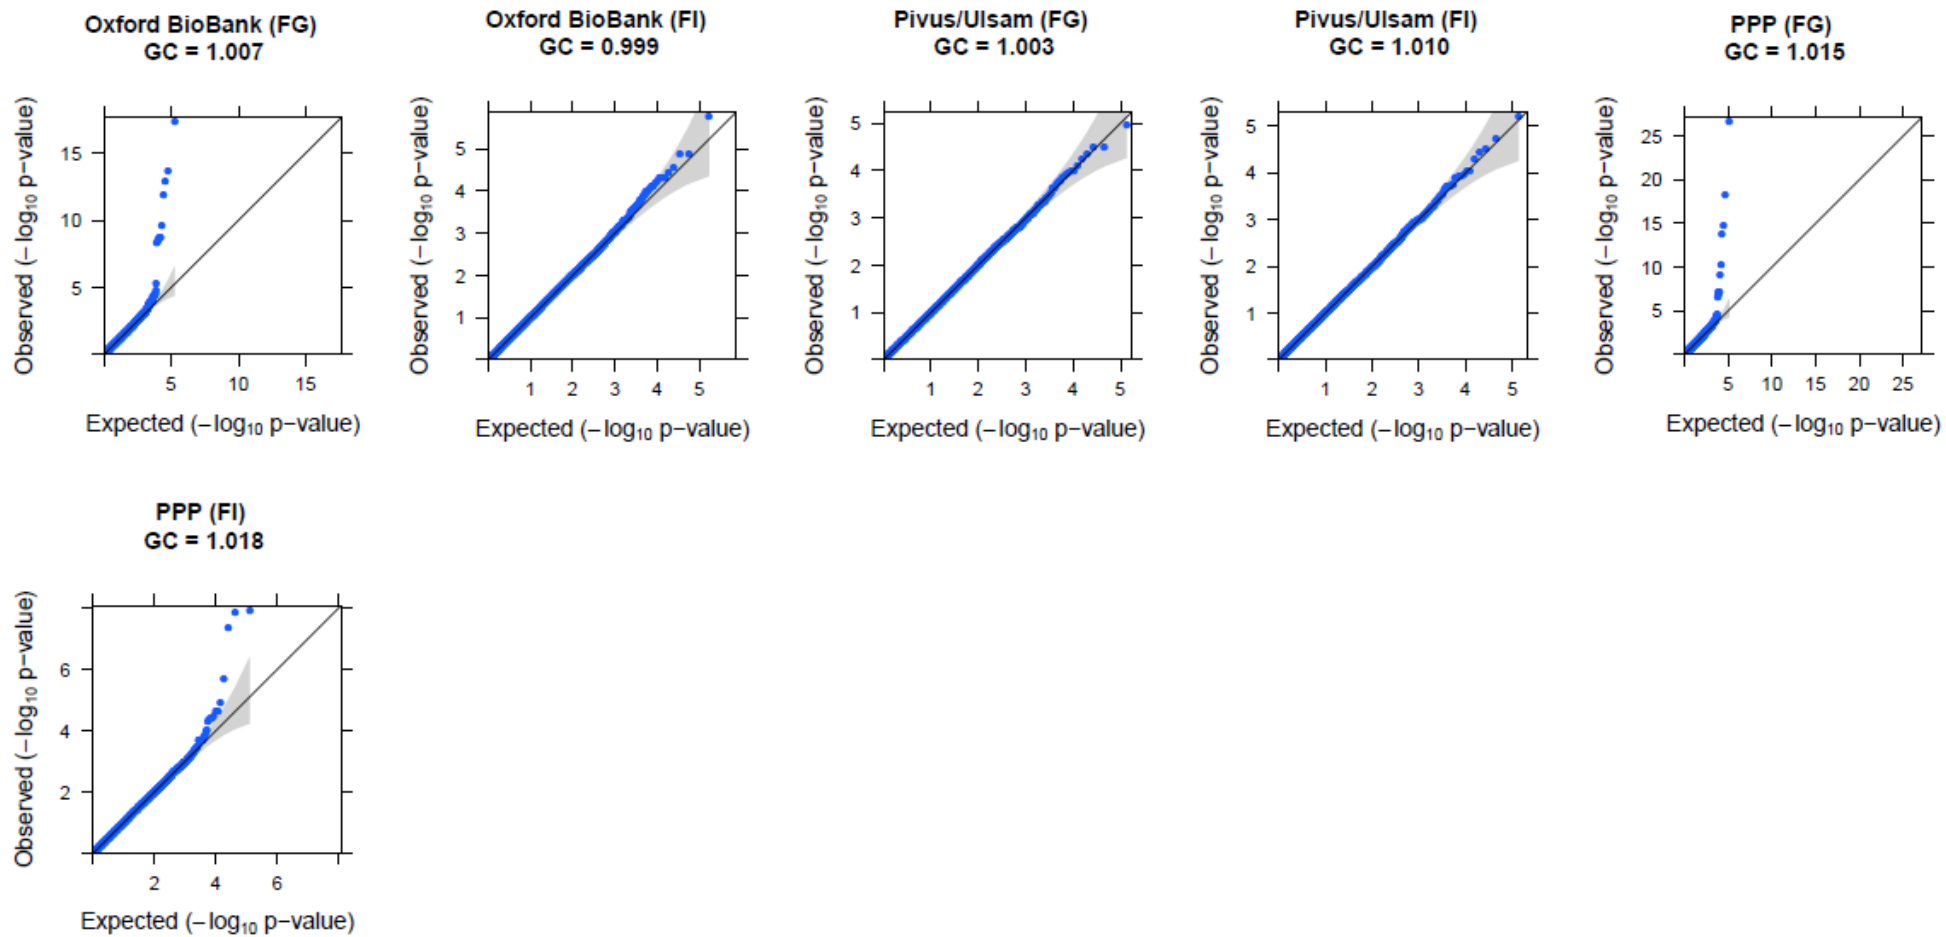 Oxford BioBank (FG)
GC = 1.007
Observed (−log10 p−value)
15
10
5
5 10 15
Expected (−log10 p−value)
Oxford BioBank (FI)
GC = 0.999
Observed (−log10 p−value)
5
4
3
2
1
1 2 3 4 5
Expected (−log10 p−value)
Pivus/Ulsam (FG)
GC = 1.003
Observed (−log10 p−value)
5
4
3
2
1
1 2 3 4 5
Expected (−log10 p−value)
Pivus/Ulsam (FI)
GC = 1.010
Observed (−log10 p−value)
5
4
3
2
1
1 2 3 4 5
Expected (−log10 p−value)
PPP (FG)
GC = 1.015
Observed (−log10 p−value)
25
20
15
10
5
5 10 15 20 25
Expected (−log10 p−value)
PPP (FI)
GC = 1.018
Observed (−log10 p−value)
6
4
2
2 4 6
Expected (−log10 p−value)